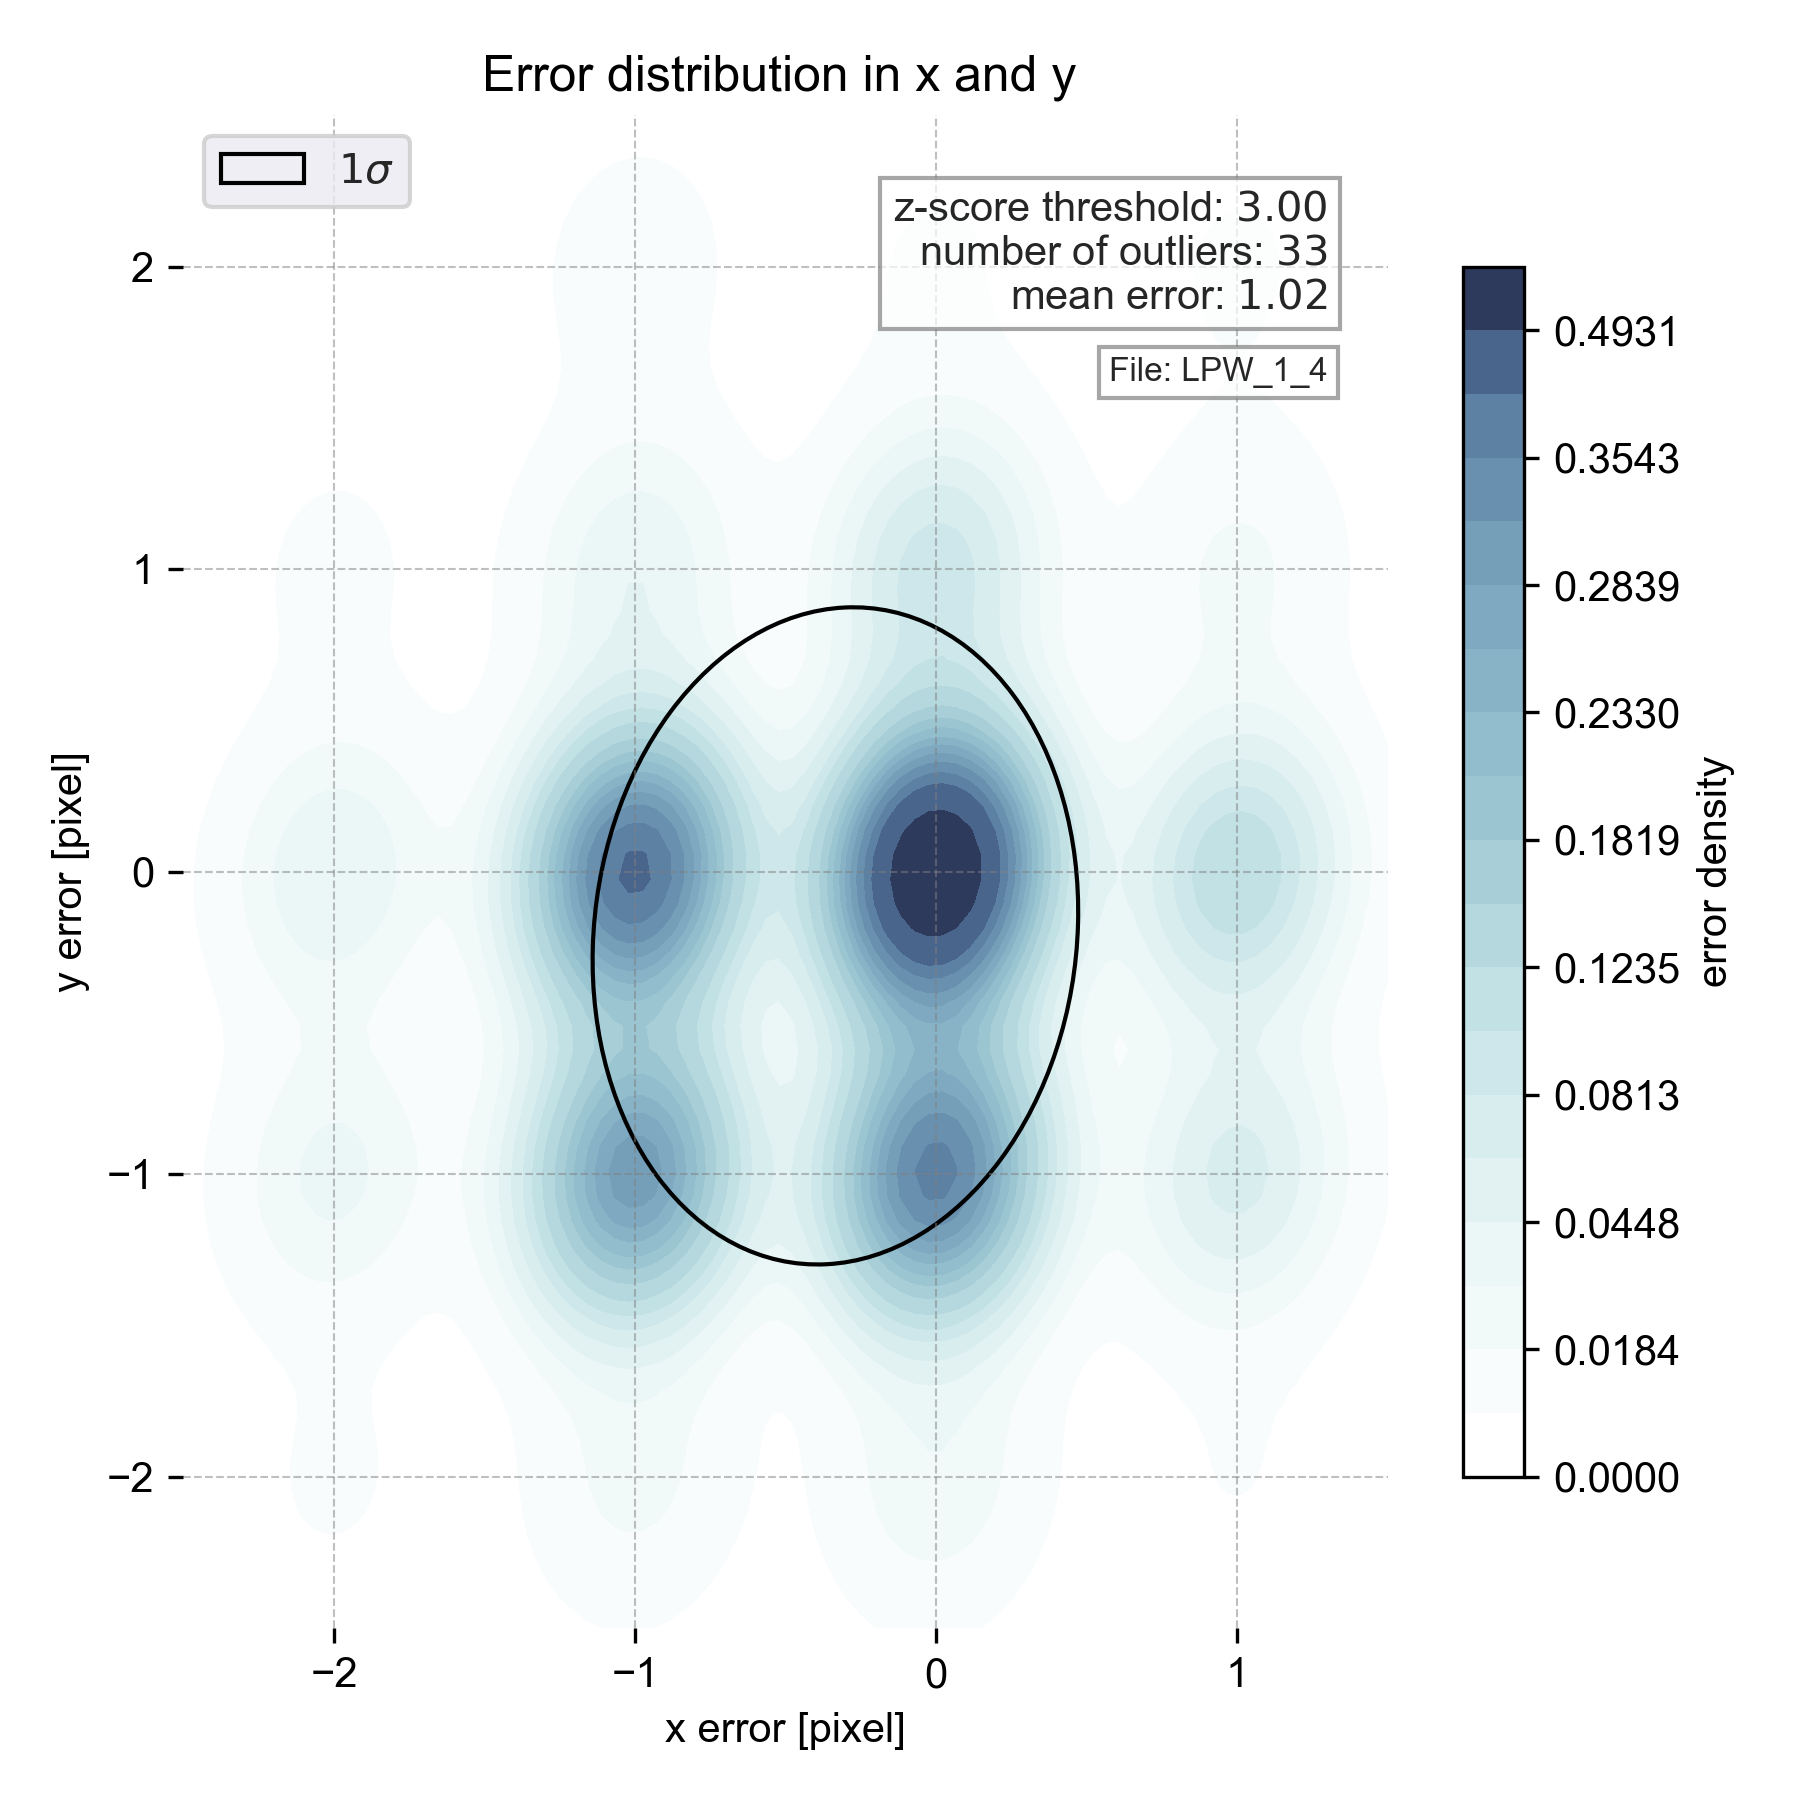 Error distribution in x and y
1σ
z-score threshold: 3.00
number of outliers: 33
mean error: 1.02
File: LPW_1_4
2
1
0
−1
−2
y error [pixel]
−2
−1
0
1
x error [pixel]
0.4931
0.3543
0.2839
0.2330
0.1819
0.1235
0.0813
0.0448
0.0184
0.0000
error density